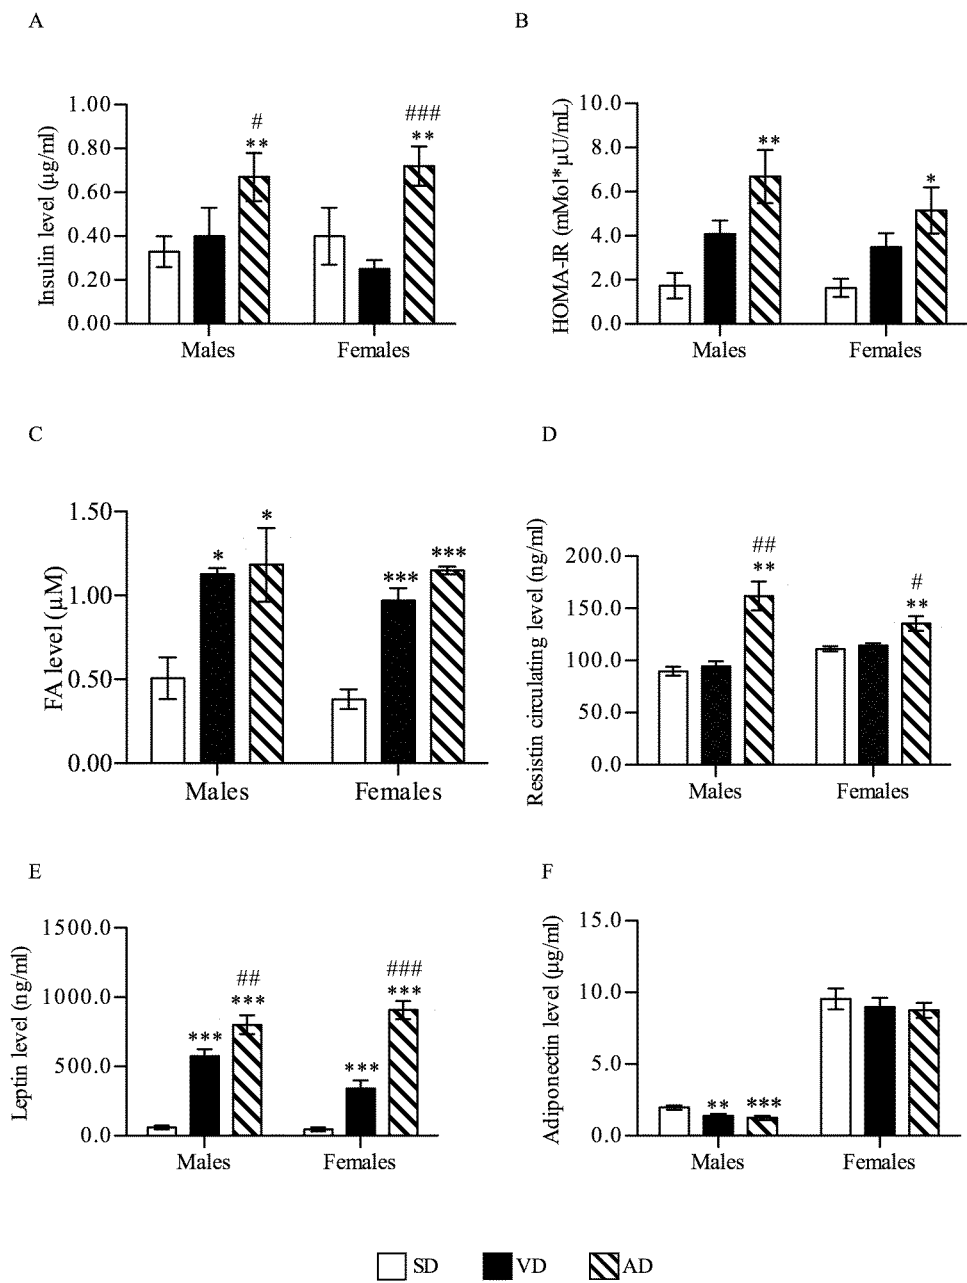 A
Insulin level (µg/ml)
1.00
0.80
0.60
0.40
0.20
0.00
#
**
###
**
Males
Females
B
HOMA-IR (mMol*µU/mL)
10.0
8.0
6.0
4.0
2.0
0.0
**
*
Males
Females
C
FA level (µM)
1.50
1.00
0.50
0.00
*
*
***
***
Males
Females
D
Resistin circulating level (ng/ml)
200.0
150.0
100.0
50.0
0.0
##
**
#
**
Males
Females
E
Leptin level (ng/ml)
1500.0
1000.0
500.0
0.0
***
##
***
***
###
***
Males
Females
F
Adiponectin level (µg/ml)
15.0
10.0
5.0
0.0
**
***
Males
Females
SD
VD
AD